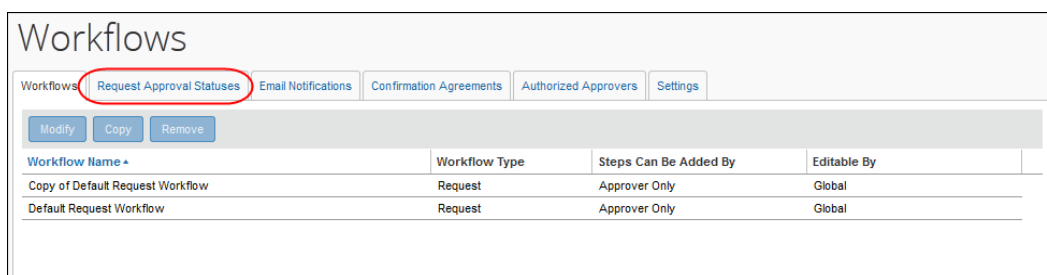 Workflows
Workflows Request Approval Statuses Email Notifications Confirmation Agreements Authorized Approvers Settings
Modify Copy Remove
Workflow Name Workflow Type Steps Can Be Added By Editable By
Copy of Default Request Workflow Request Approver Only Global
Default Request Workflow Request Approver Only Global